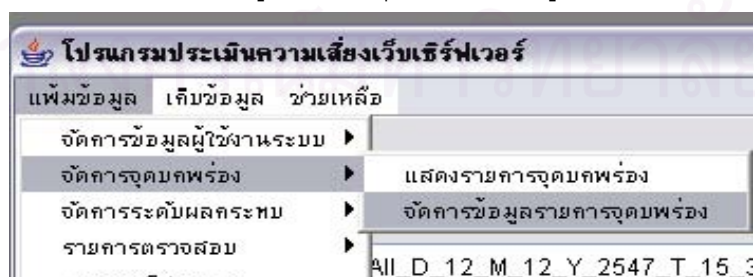 โปรแกรมประเมินความเสี่ยงเว็บเซิร์ฟเวอร์
แฟ้มข้อมูล เก็บข้อมูล ช่วยเหลือ
จัดการข้อมูลผู้ใช้งานระบบ
จัดการจุดบกพร่อง
แสดงรายการจุดบกพร่อง
จัดการระดับผลกระทบ
จัดการข้อมูลรายการจุดบพร่อง
รายการตรวจสอบ
All_D_12_M_12_Y_2547_T_15_3